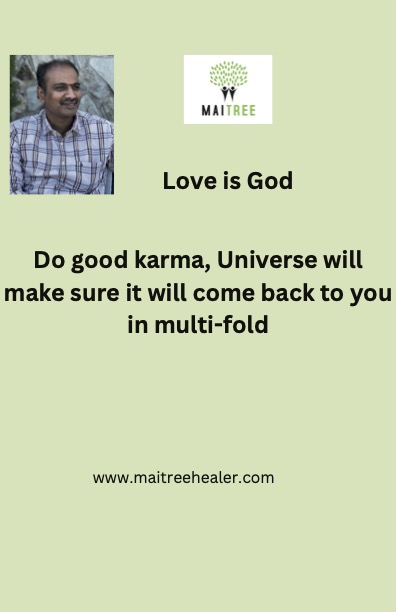 MAITREE
Love is God
Do good karma, Universe will
make sure it will come back to you
in multi-fold
www.maitreehealer.com